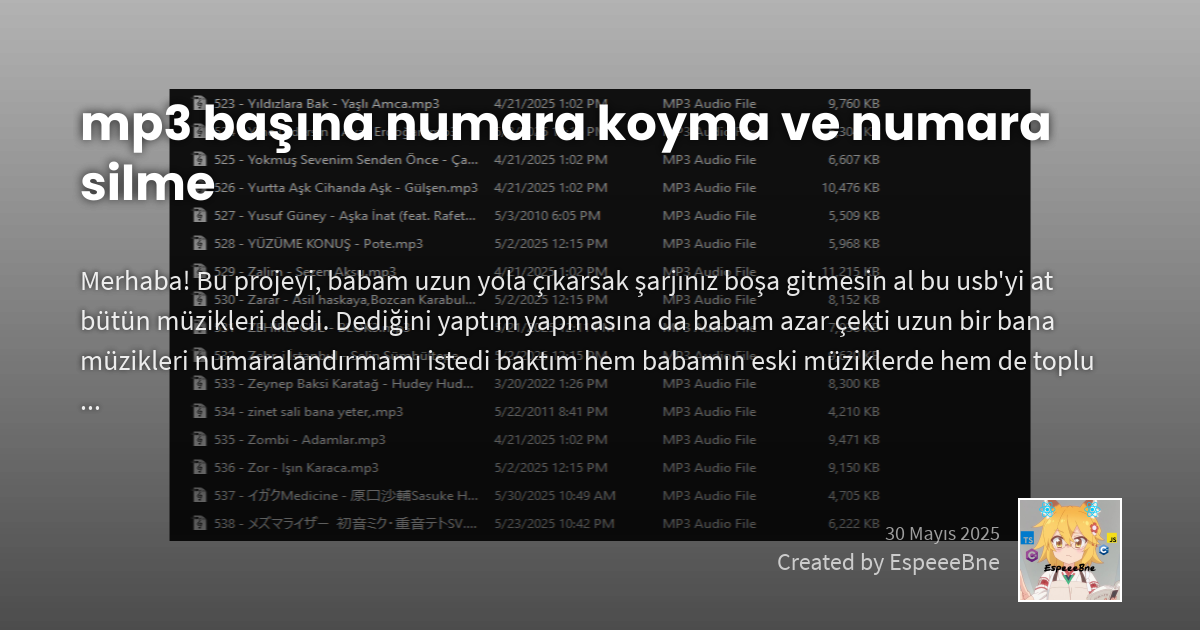 mp3 başına numara koyma ve numara
silme
Merhaba! Bu projeyi, babam uzun yola çıkarsak şarjınız boşa gitmesin al bu usb'yi at
bütün müzikleri dedi. Dediğini yaptım yapmasına da babam azar çekti uzun bir bana
müzikleri numaralandırmamı istedi baktım hem babamın eski müziklerde hem de toplu
...
523 - Yıldızlara Bak - Yaşlı Amca.mp3 4/21/2025 1:02 PM MP3 Audio File 9,760 KB
525 - Yokmuş Sevenim Senden Önce - Ça... 4/21/2025 1:02 PM MP3 Audio File 6,607 KB
526 - Yurtta Aşk Cihanda Aşk - Gülşen.mp3 4/21/2025 1:02 PM MP3 Audio File 10,476 KB
527 - Yusuf Güney - Aşka İnat (feat. Rafet... 5/3/2010 6:05 PM MP3 Audio File 5,509 KB
528 - YÜZÜME KONUŞ - Pote.mp3 5/2/2025 12:15 PM MP3 Audio File 5,968 KB
529 - Zalim - Sezen Aksu.mp3 4/21/2025 1:02 PM MP3 Audio File 11,215 KB
530 - Zarar - Asil haskaya,Bozcan Karabul... 5/2/2025 12:15 PM MP3 Audio File 8,152 KB
533 - Zeynep Baksi Karatağ - Hudey Hud... 3/20/2022 1:26 PM MP3 Audio File 8,300 KB
534 - zinet sali bana yeter,.mp3 5/22/2011 8:41 PM MP3 Audio File 4,210 KB
535 - Zombi - Adamlar.mp3 4/21/2025 1:02 PM MP3 Audio File 9,471 KB
536 - Zor - Işın Karaca.mp3 5/2/2025 12:15 PM MP3 Audio File 9,150 KB
537 - イガクMedicine - 原口沙輔Sasuke H... 5/30/2025 10:49 AM MP3 Audio File 4,705 KB
538 - メズマライザー 初音ミク・重音テトSV.... 5/23/2025 10:42 PM MP3 Audio File 6,222 KB
30 Mayıs 2025
Created by EspeeeBne
TS
JS
EspeeeBne